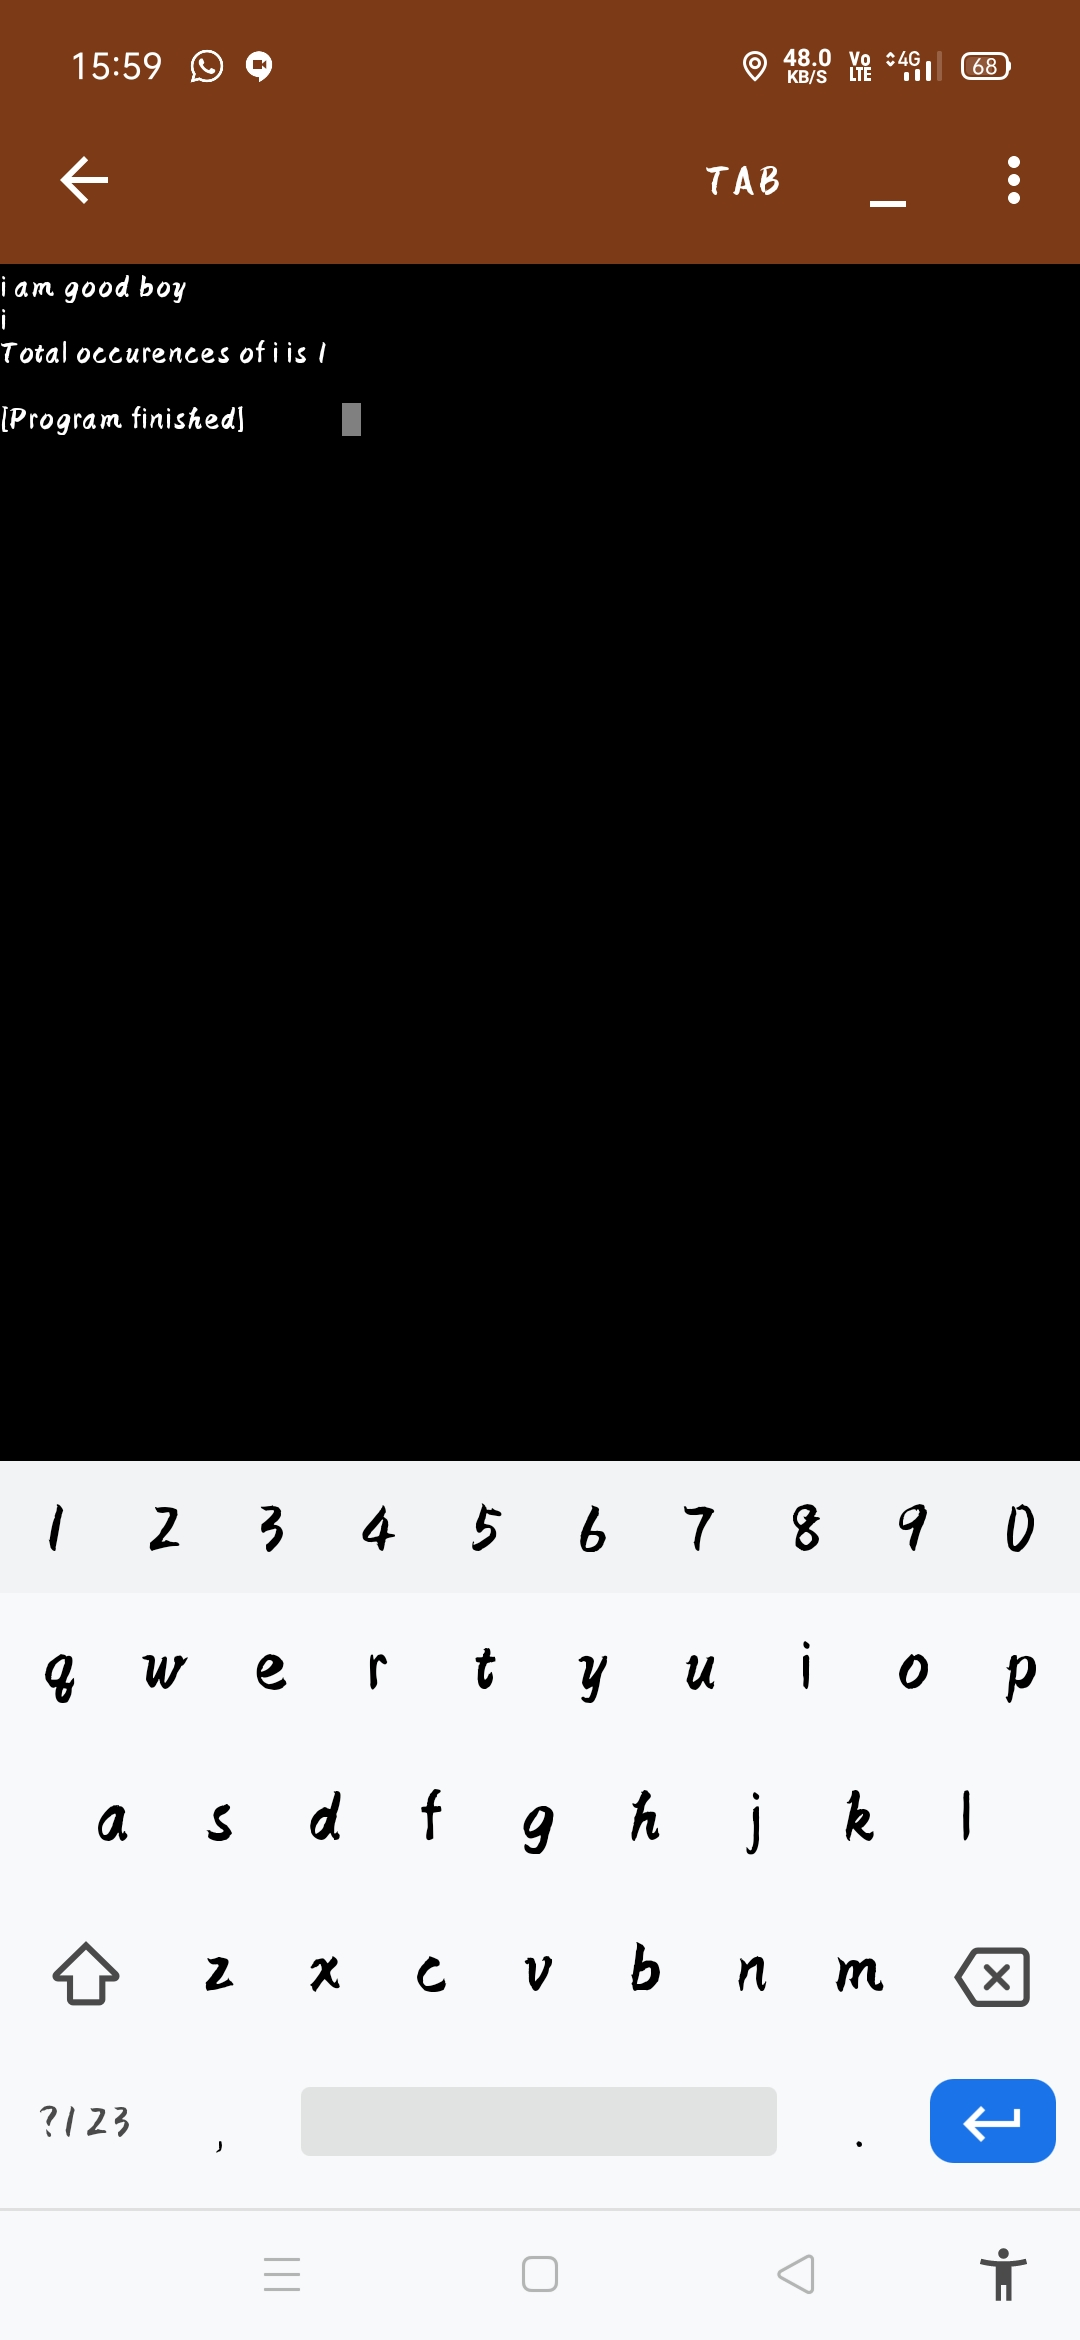 15:59 48.0 KB/S Vo LTE 4G 68
TAB _
i am good boy
i
Total occurences of i is 1
[Program finished]
1 2 3 4 5 6 7 8 9 0
q w e r t y u i o p
a s d f g h j k l
z x c v b n m
?123 , .